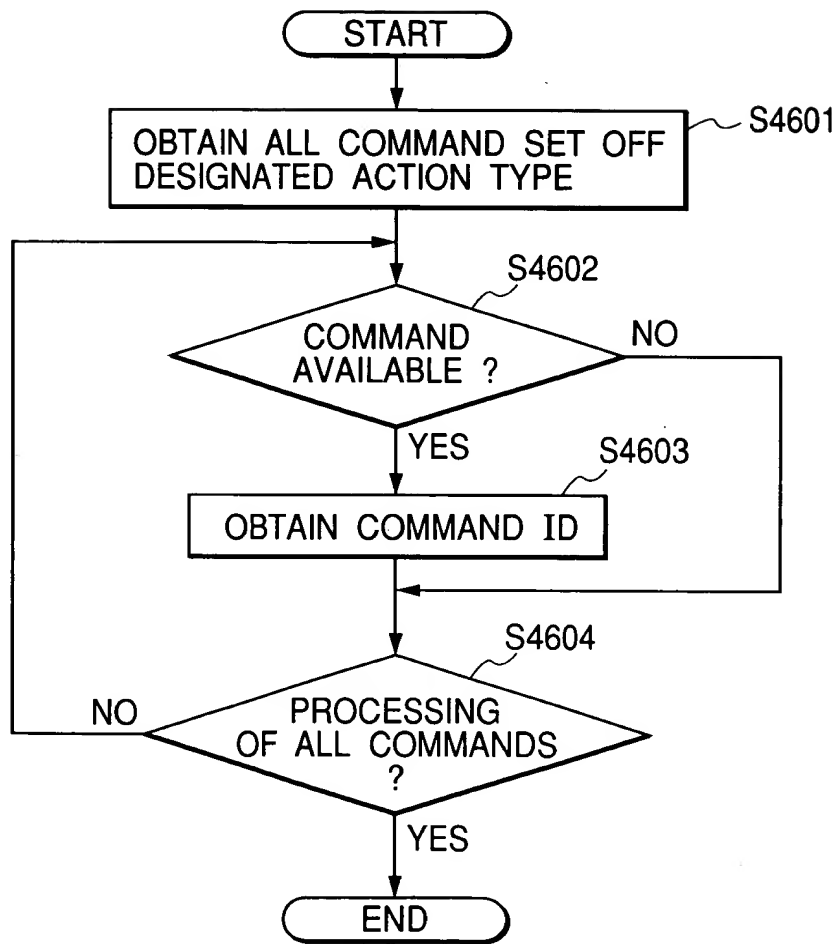 START
OBTAIN ALL COMMAND SET OFF
DESIGNATED ACTION TYPE
S4601
S4602
COMMAND
AVAILABLE ?
NO
YES
S4603
OBTAIN COMMAND ID
S4604
NO
PROCESSING
OF ALL COMMANDS
?
YES
END